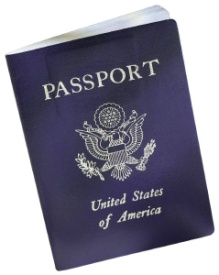 PASSPORT
United States
of America